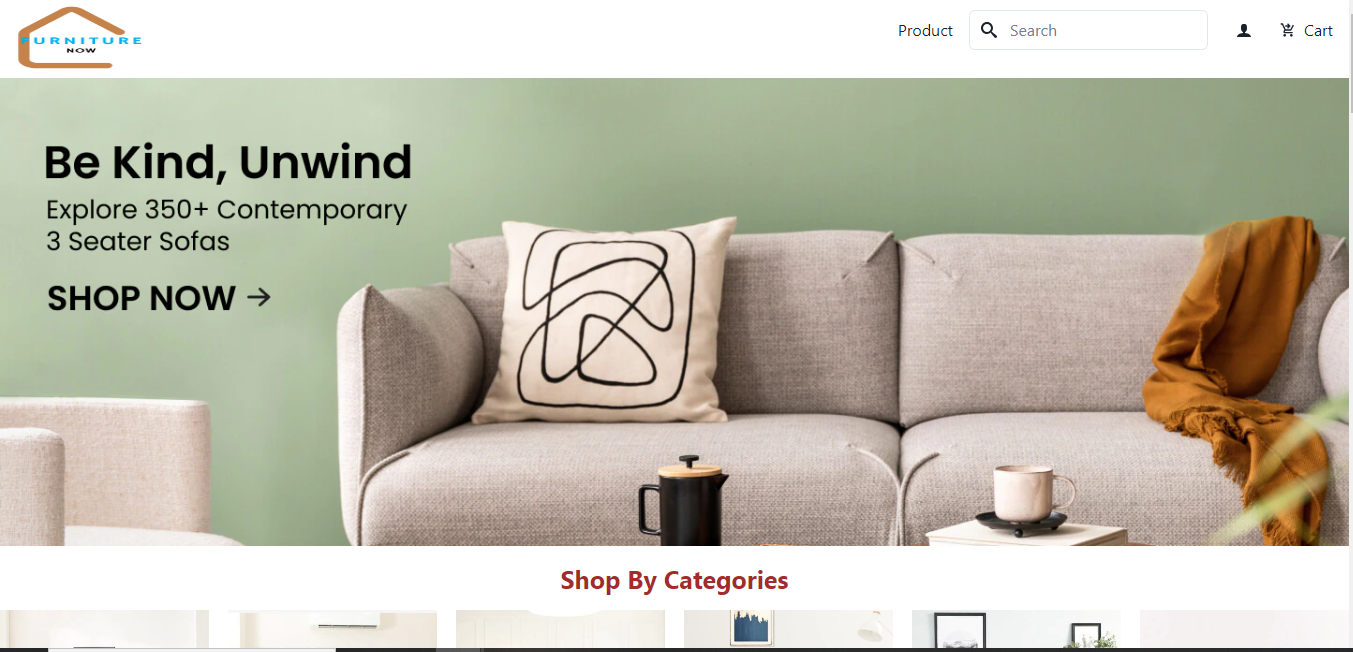 FURNITURE
NOW
Product
Search
Cart
Be Kind, Unwind
Explore 350+ Contemporary
3 Seater Sofas
SHOP NOW →
Shop By Categories